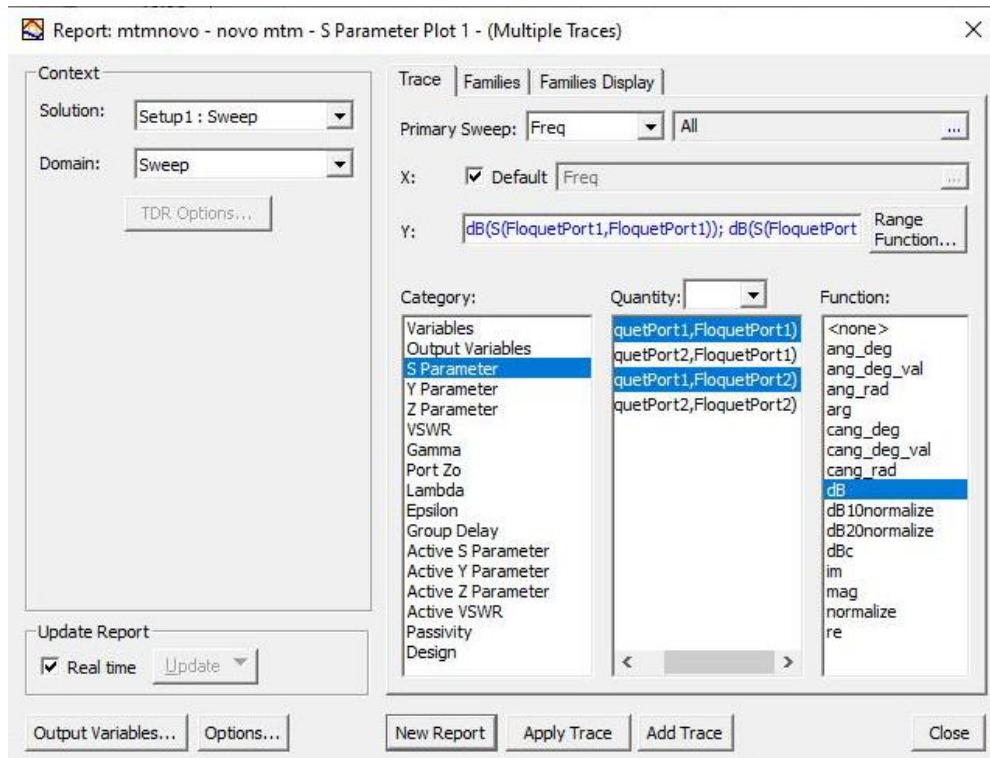 Report: mtmnovo - novo mtm - S Parameter Plot 1 - (Multiple Traces)
Context
Solution: Setup1 : Sweep
Domain: Sweep
TDR Options...
Update Report
Real time Update
Output Variables... Options...
Trace Families Families Display
Primary Sweep: Freq All ...
X: Default Freq ...
Y: dB(S(FloquetPort1,FloquetPort1)); dB(S(FloquetPort
Range
Function...
Category:
Variables
Output Variables
S Parameter
Y Parameter
Z Parameter
VSWR
Gamma
Port Zo
Lambda
Epsilon
Group Delay
Active S Parameter
Active Y Parameter
Active Z Parameter
Active VSWR
Passivity
Design
Quantity:
quetPort1,FloquetPort1)
quetPort2,FloquetPort1)
quetPort1,FloquetPort2)
quetPort2,FloquetPort2)
Function:
<none>
ang_deg
ang_deg_val
ang_rad
arg
cang_deg
cang_deg_val
cang_rad
dB
dB10normalize
dB20normalize
dBc
im
mag
normalize
re
New Report Apply Trace Add Trace Close